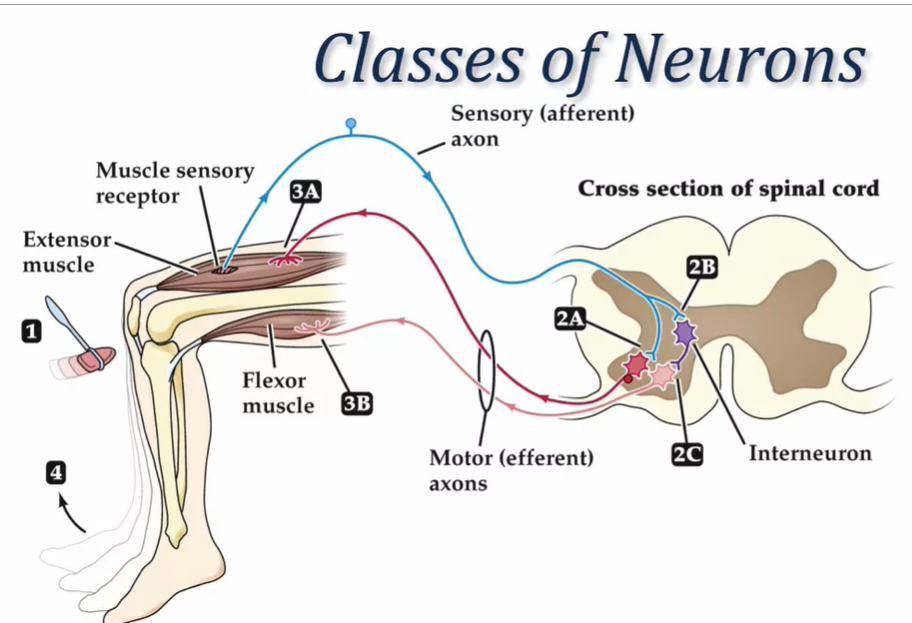 Classes of Neurons
Sensory (afferent)
axon
Muscle sensory
receptor
3A
Cross section of spinal cord
Extensor
muscle
2B
1
2A
Flexor
muscle
3B
Motor (efferent)
axons
2C
Interneuron
4